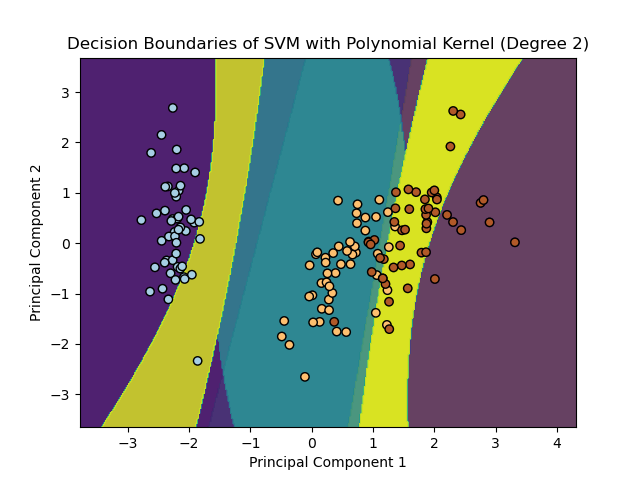 Decision Boundaries of SVM with Polynomial Kernel (Degree 2)
Principal Component 2
3
2
1
0
−1
−2
−3
−3 −2 −1 0 1 2 3 4
Principal Component 1